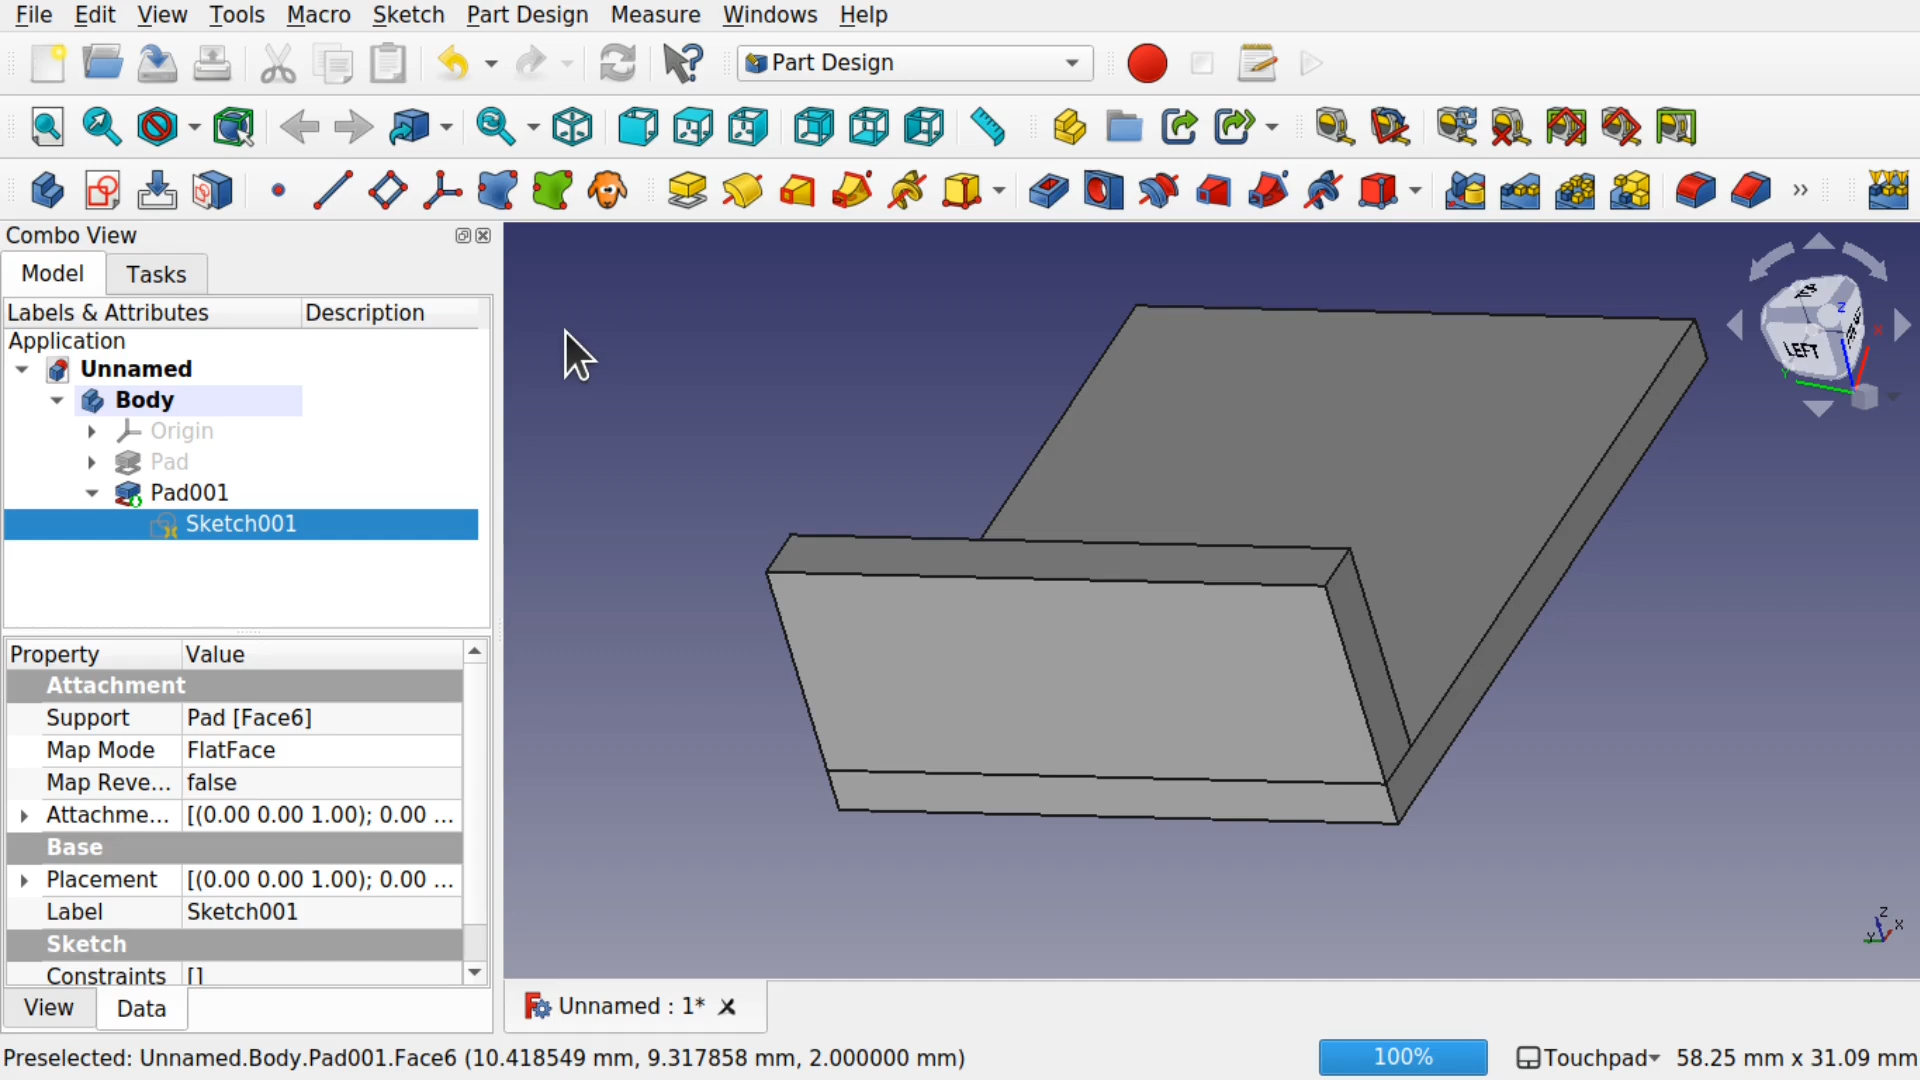 File Edit View Tools Macro Sketch Part Design Measure Windows Help
Part Design
Combo View
Model Tasks
Labels & Attributes Description
Application
Unnamed
Body
Origin
Pad
Pad001
Sketch001
Property Value
Attachment
Support Pad [Face6]
Map Mode FlatFace
Map Reve... false
Attachme... [(0.00 0.00 1.00); 0.00 ...
Base
Placement [(0.00 0.00 1.00); 0.00 ...
Label Sketch001
Sketch
Constraints []
View Data
LEFT
Z
X
Y
Z
X
Y
Unnamed : 1*
Preselected: Unnamed.Body.Pad001.Face6 (10.418549 mm, 9.317858 mm, 2.000000 mm)
100%
Touchpad
58.25 mm x 31.09 mm